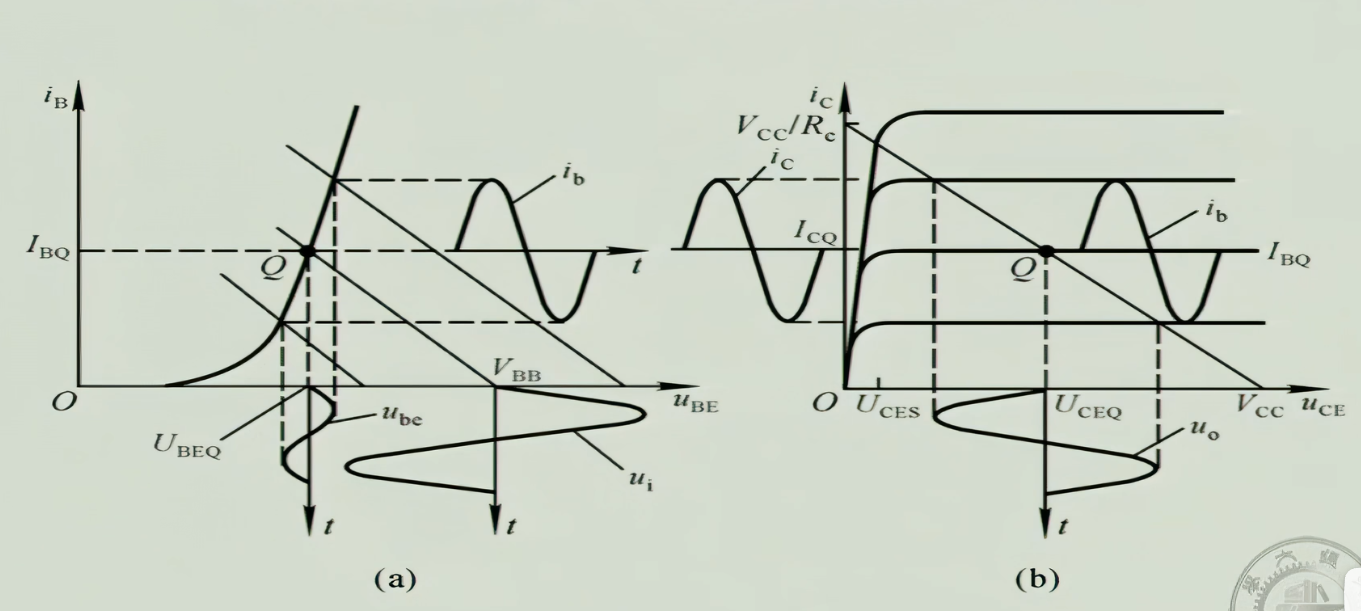 i_B
I_BQ
Q
O
U_BEQ
u_be
V_BB
u_i
u_BE
i_b
t
t
t
(a)
i_C
V_CC/R_c
i_C
I_CQ
Q
i_b
I_BQ
O
U_CES
U_CEQ
V_CC
u_CE
u_o
t
(b)